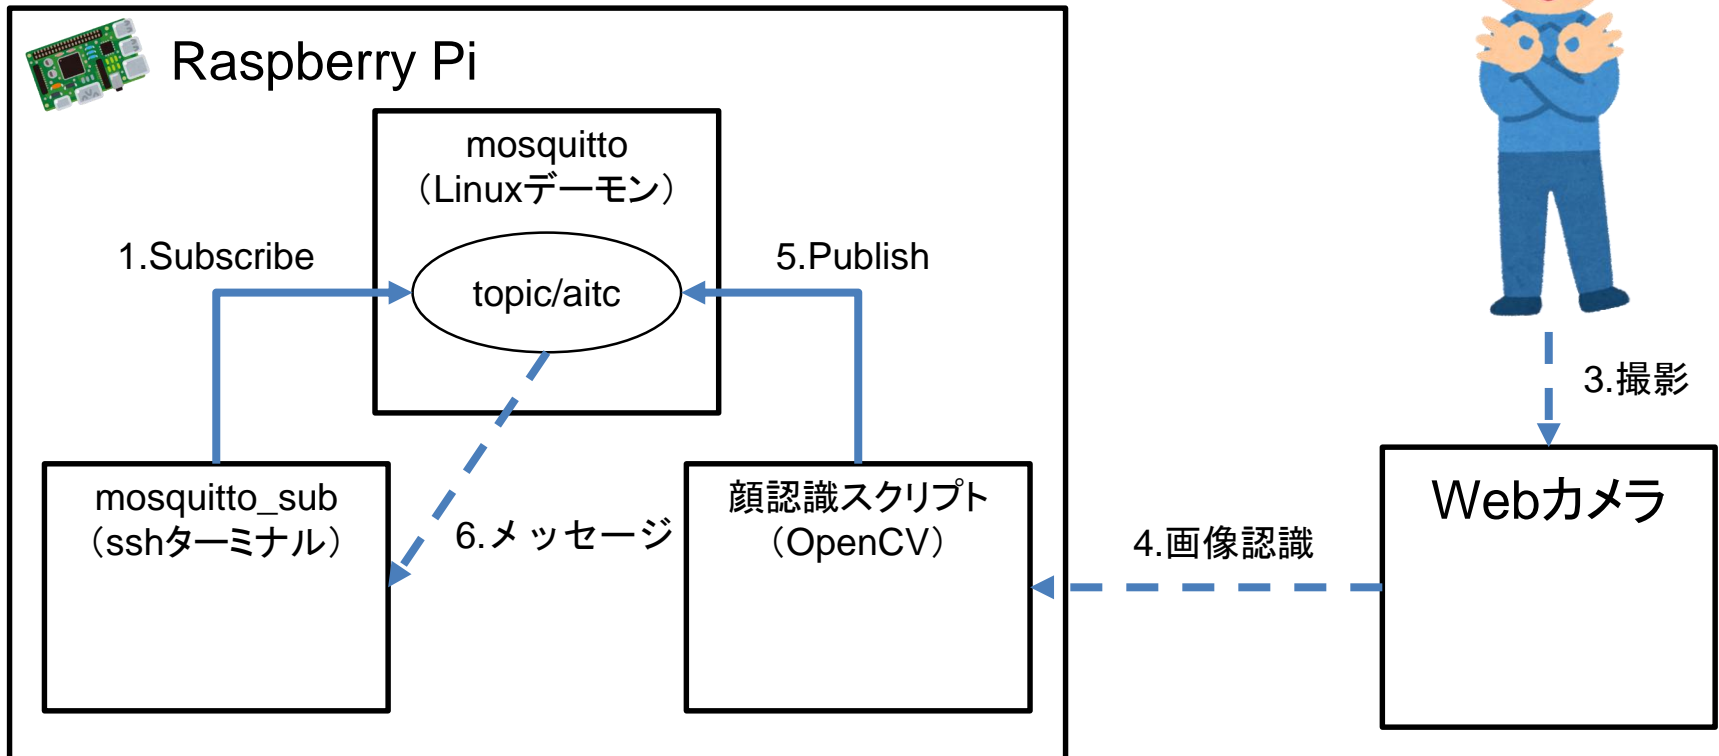 Raspberry Pi
mosquitto
（Linuxデーモン）
1.Subscribe
topic/aitc
5.Publish
mosquitto_sub
（sshターミナル）
6.メッセージ
顔認識スクリプト
（OpenCV）
4.画像認識
3.撮影
Webカメラ